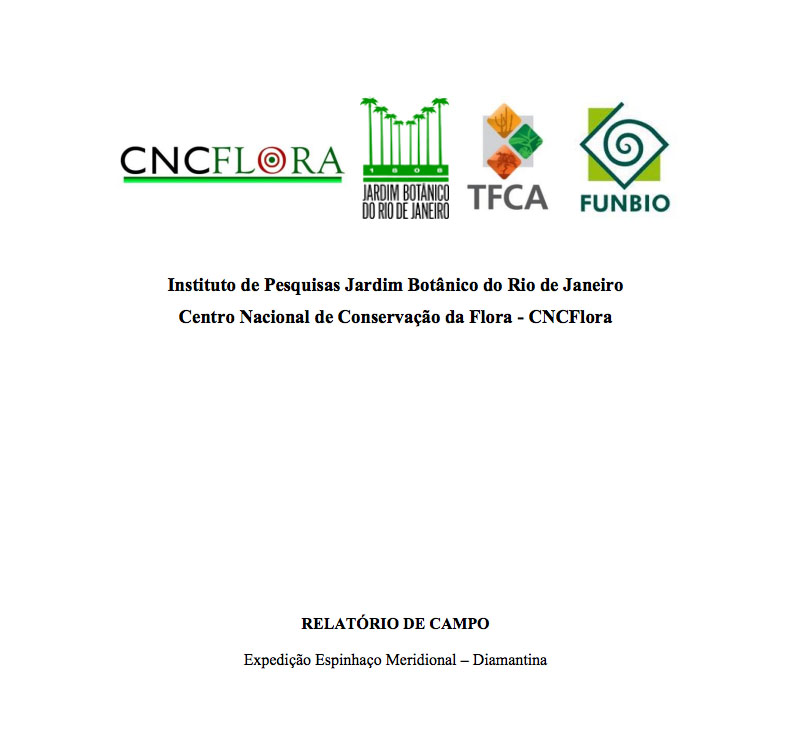 CNCFLORA
1808
JARDIM BOTÂNICO
DO RIO DE JANEIRO
TFCA
FUNBIO
Instituto de Pesquisas Jardim Botânico do Rio de Janeiro
Centro Nacional de Conservação da Flora - CNCFlora
RELATÓRIO DE CAMPO
Expedição Espinhaço Meridional – Diamantina